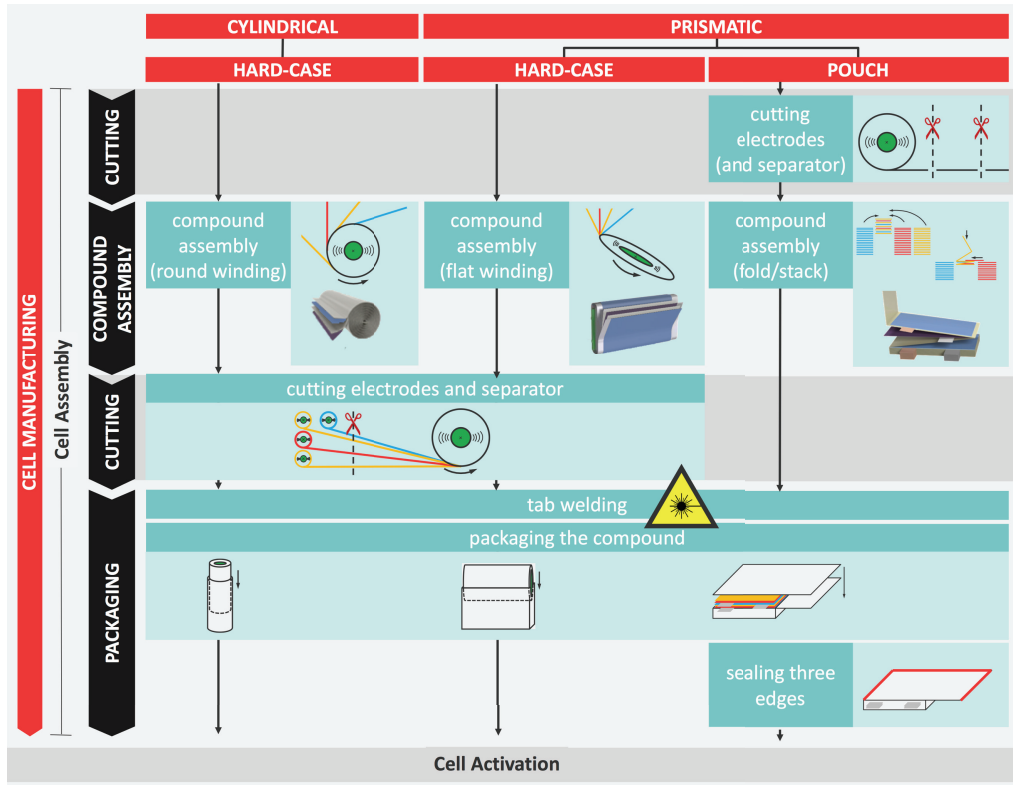 CYLINDRICAL
PRISMATIC
HARD-CASE
HARD-CASE
POUCH
CELL MANUFACTURING
Cell Assembly
CUTTING
cutting
electrodes
(and separator)
COMPOUND
ASSEMBLY
compound
assembly
(round winding)
compound
assembly
(flat winding)
compound
assembly
(fold/stack)
CUTTING
cutting electrodes and separator
PACKAGING
tab welding
packaging the compound
sealing three
edges
Cell Activation